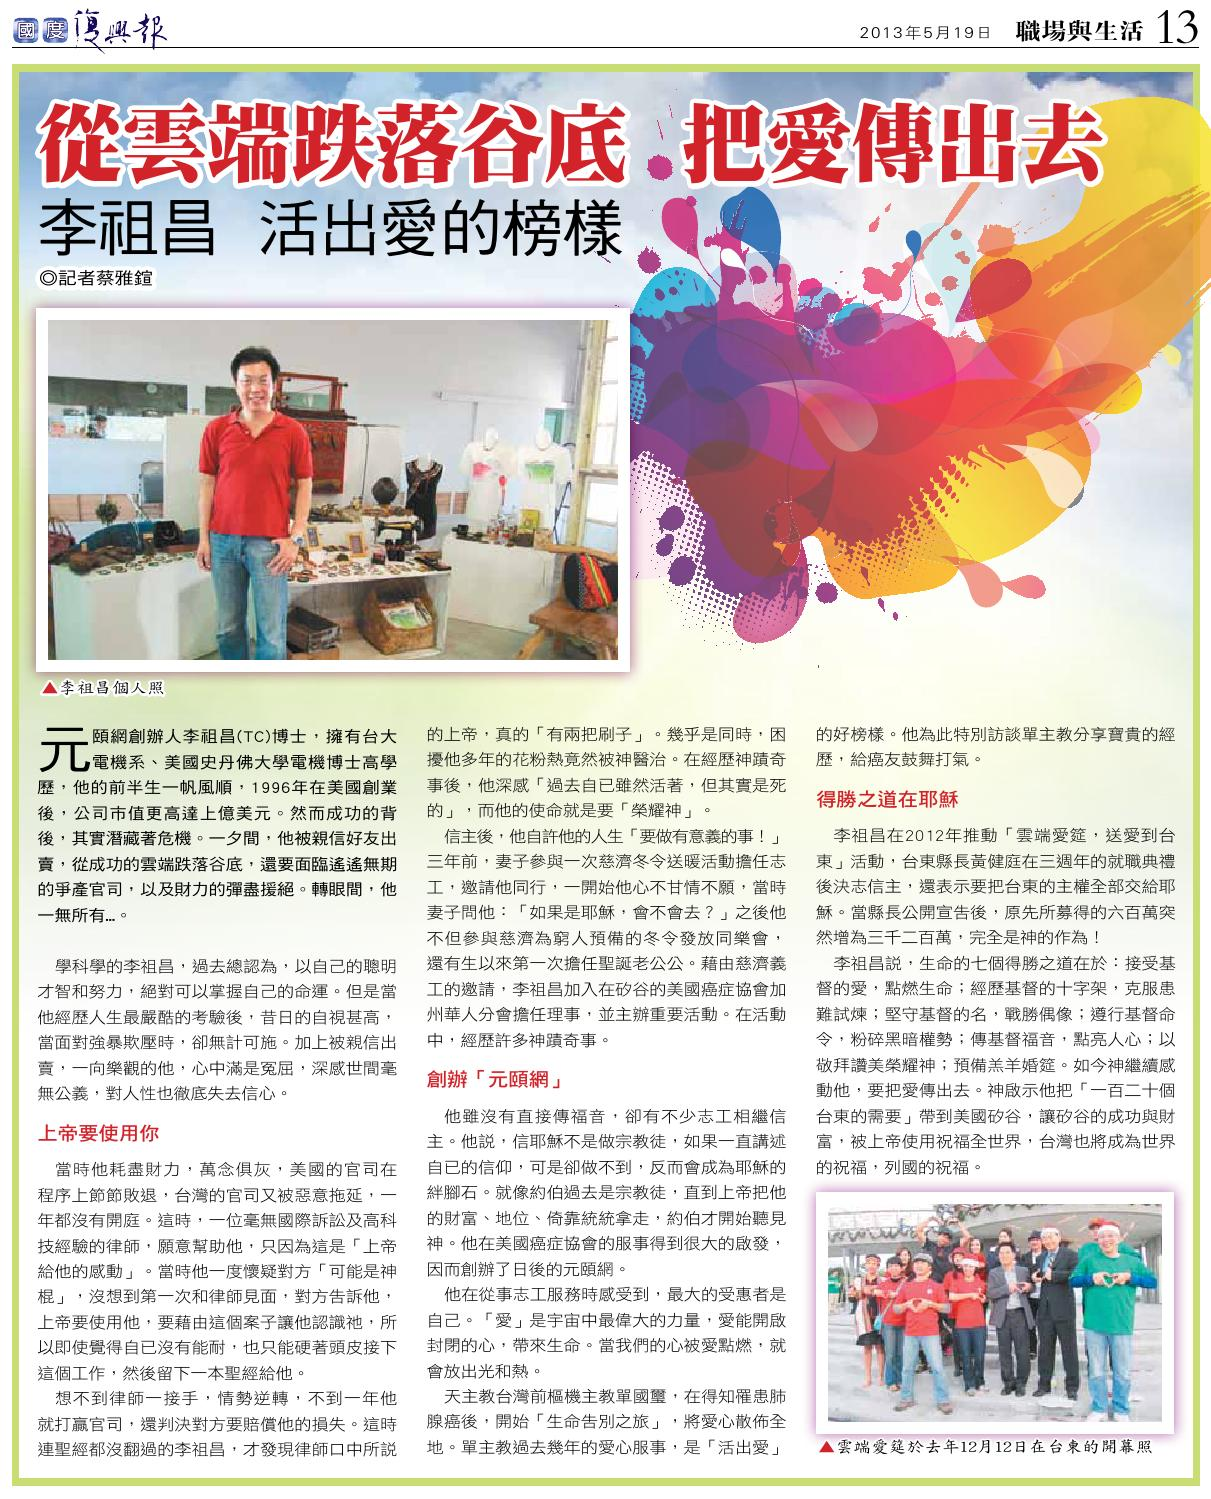 國度復興報
2013年5月19日 職場與生活 13
從雲端跌落谷底 把愛傳出去
李祖昌 活出愛的榜樣
◎記者蔡雅鎧
▲李祖昌個人照
元頤網創辦人李祖昌(TC)博士，擁有台大
電機系、美國史丹佛大學電機博士高學
歷，他的前半生一帆風順，1996年在美國創業
後，公司市值更高達上億美元。然而成功的背
後，其實潛藏著危機。一夕間，他被親信好友出
賣，從成功的雲端跌落谷底，還要面臨遙遙無期
的爭產官司，以及財力的彈盡援絕。轉眼間，他
一無所有…。
學科學的李祖昌，過去總認為，以自己的聰明
才智和努力，絕對可以掌握自己的命運。但是當
他經歷人生最嚴酷的考驗後，昔日的自視甚高，
當面對強暴欺壓時，卻無計可施。加上被親信出
賣，一向樂觀的他，心中滿是冤屈，深感世間毫
無公義，對人性也徹底失去信心。
上帝要使用你
當時他耗盡財力，萬念俱灰，美國的官司在
程序上節節敗退，台灣的官司又被惡意拖延，一
年都沒有開庭。這時，一位毫無國際訴訟及高科
技經驗的律師，願意幫助他，只因為這是「上帝
給他的感動」。當時他一度懷疑對方「可能是神
棍」，沒想到第一次和律師見面，對方告訴他，
上帝要使用他，要藉由這個案子讓他認識祂，所
以即使覺得自已沒有能耐，也只能硬著頭皮接下
這個工作，然後留下一本聖經給他。
想不到律師一接手，情勢逆轉，不到一年他
就打贏官司，還判決對方要賠償他的損失。這時
連聖經都沒翻過的李祖昌，才發現律師口中所説
的上帝，真的「有兩把刷子」。幾乎是同時，困
擾他多年的花粉熱竟然被神醫治。在經歷神蹟奇
事後，他深感「過去自已雖然活著，但其實是死
的」，而他的使命就是要「榮耀神」。
信主後，他自許他的人生「要做有意義的事！」
三年前，妻子參與一次慈濟冬令送暖活動擔任志
工，邀請他同行，一開始他心不甘情不願，當時
妻子問他：「如果是耶穌，會不會去？」之後他
不但參與慈濟為窮人預備的冬令發放同樂會，
還有生以來第一次擔任聖誕老公公。藉由慈濟義
工的邀請，李祖昌加入在矽谷的美國癌症協會加
州華人分會擔任理事，並主辦重要活動。在活動
中，經歷許多神蹟奇事。
創辦「元頤網」
他雖沒有直接傳福音，卻有不少志工相繼信
主。他説，信耶穌不是做宗教徒，如果一直講述
自已的信仰，可是卻做不到，反而會成為耶穌的
絆腳石。就像約伯過去是宗教徒，直到上帝把他
的財富、地位、倚靠統統拿走，約伯才開始聽見
神。他在美國癌症協會的服事得到很大的啟發，
因而創辦了日後的元頤網。
他在從事志工服務時感受到，最大的受惠者是
自己。「愛」是宇宙中最偉大的力量，愛能開啟
封閉的心，帶來生命。當我們的心被愛點燃，就
會放出光和熱。
天主教台灣前樞機主教單國璽，在得知罹患肺
腺癌後，開始「生命告別之旅」，將愛心散佈全
地。單主教過去幾年的愛心服事，是「活出愛」
的好榜樣。他為此特別訪談單主教分享寶貴的經
歷，給癌友鼓舞打氣。
得勝之道在耶穌
李祖昌在2012年推動「雲端愛筵，送愛到台
東」活動，台東縣長黃健庭在三週年的就職典禮
後決志信主，還表示要把台東的主權全部交給耶
穌。當縣長公開宣告後，原先所募得的六百萬突
然增為三千二百萬，完全是神的作為！
李祖昌説，生命的七個得勝之道在於：接受基
督的愛，點燃生命；經歷基督的十字架，克服患
難試煉；堅守基督的名，戰勝偶像；遵行基督命
令，粉碎黑暗權勢；傳基督福音，點亮人心；以
敬拜讚美榮耀神；預備羔羊婚筵。如今神繼續感
動他，要把愛傳出去。神啟示他把「一百二十個
台東的需要」帶到美國矽谷，讓矽谷的成功與財
富，被上帝使用祝福全世界，台灣也將成為世界
的祝福，列國的祝福。
▲雲端愛筵於去年12月12日在台東的開幕照